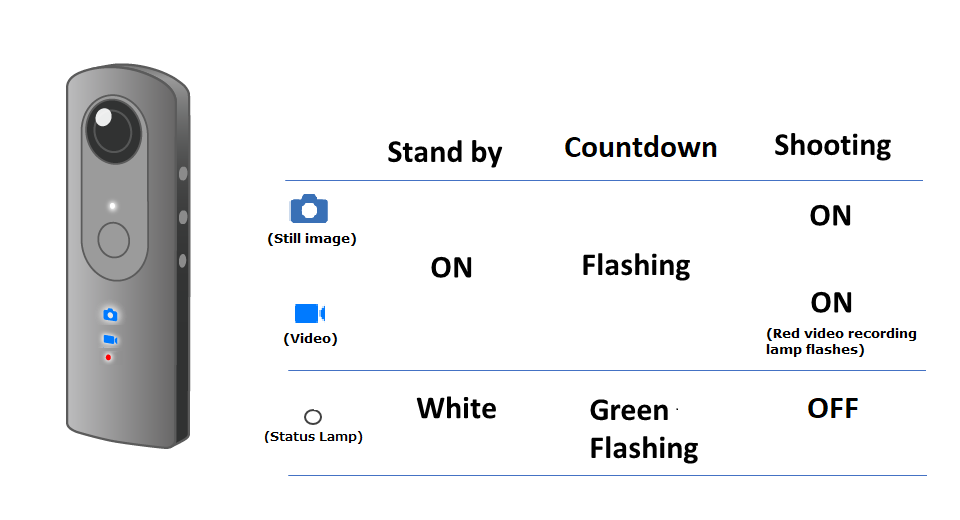 Stand by
Countdown
Shooting
(Still image)
ON
ON
Flashing
(Video)
ON
(Red video recording
lamp flashes)
(Status Lamp)
White
Green
Flashing
OFF